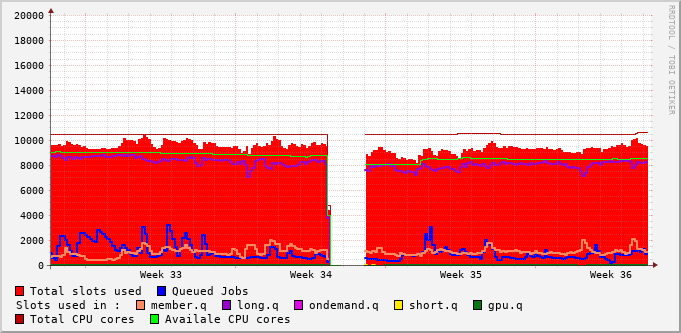 20000
18000
16000
14000
12000
10000
8000
6000
4000
2000
0
Week 33 Week 34 Week 35 Week 36
RRDTOOL / TOBI OETIKER
Total slots used Queued Jobs
Slots used in : member.q long.q ondemand.q short.q gpu.q
Total CPU cores Availale CPU cores